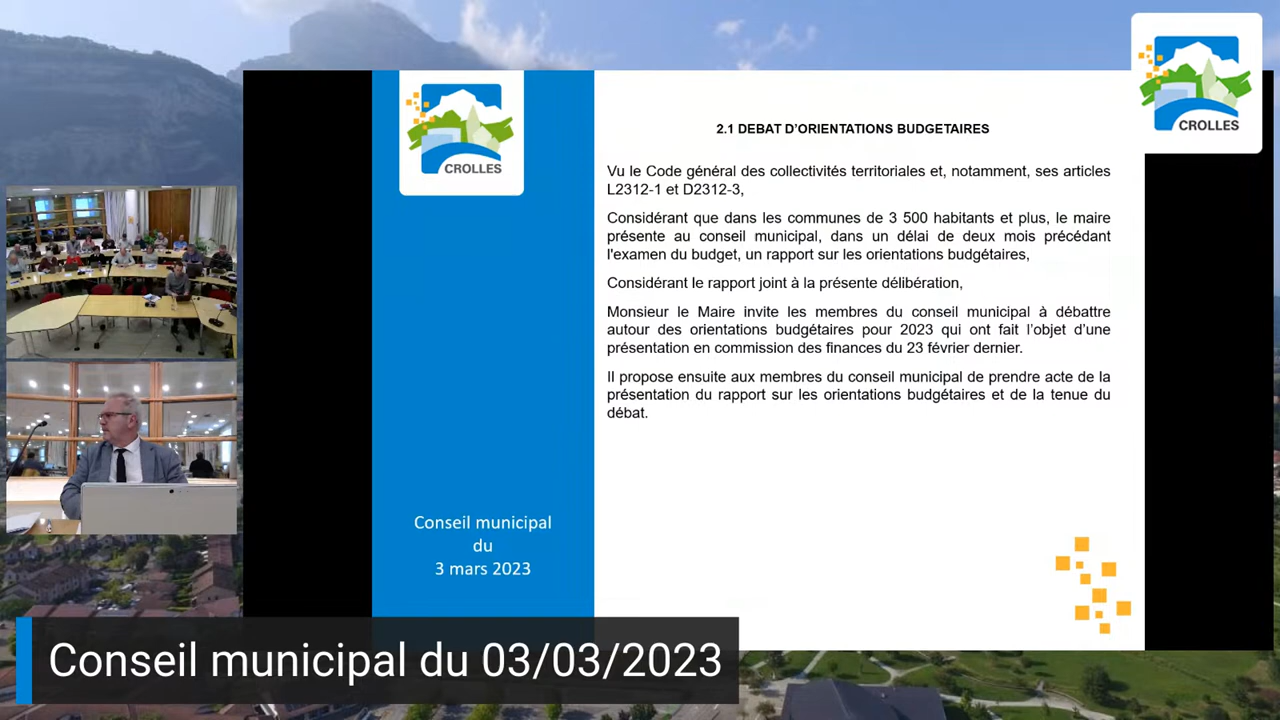 CROLLES
CROLLES
2.1 DEBAT D'ORIENTATIONS BUDGETAIRES
Vu le Code général des collectivités territoriales et, notamment, ses articles
L2312-1 et D2312-3,
Considérant que dans les communes de 3 500 habitants et plus, le maire
présente au conseil municipal, dans un délai de deux mois précédant
l'examen du budget, un rapport sur les orientations budgétaires,
Considérant le rapport joint à la présente délibération,
Monsieur le Maire invite les membres du conseil municipal à débattre
autour des orientations budgétaires pour 2023 qui ont fait l'objet d'une
présentation en commission des finances du 23 février dernier.
Il propose ensuite aux membres du conseil municipal de prendre acte de la
présentation du rapport sur les orientations budgétaires et de la tenue du
débat.
Conseil municipal
du
3 mars 2023
Conseil municipal du 03/03/2023